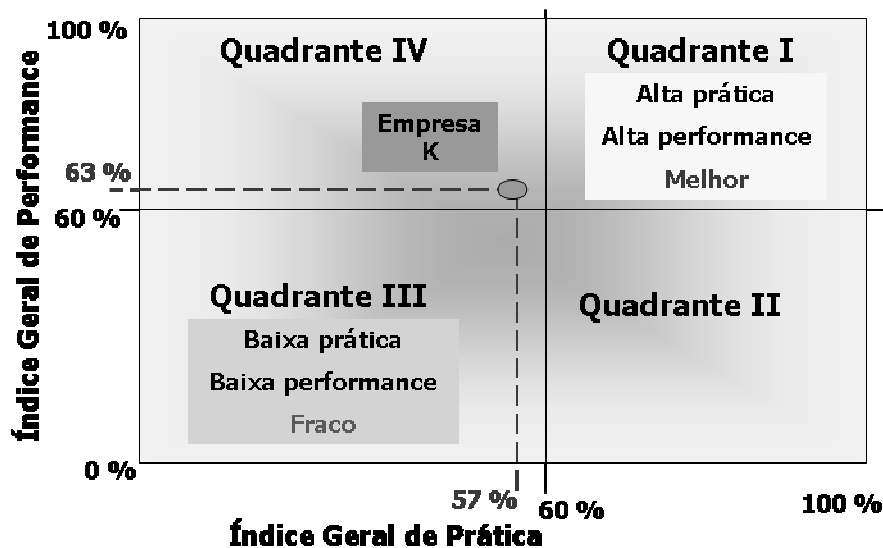 100 %
Quadrante IV
Quadrante I
Alta prática
Alta performance
Melhor
Empresa
K
63 %
60 %
Índice Geral de Performance
Quadrante III
Quadrante II
Baixa prática
Baixa performance
Fraco
0 %
57 %
60 %
100 %
Índice Geral de Prática